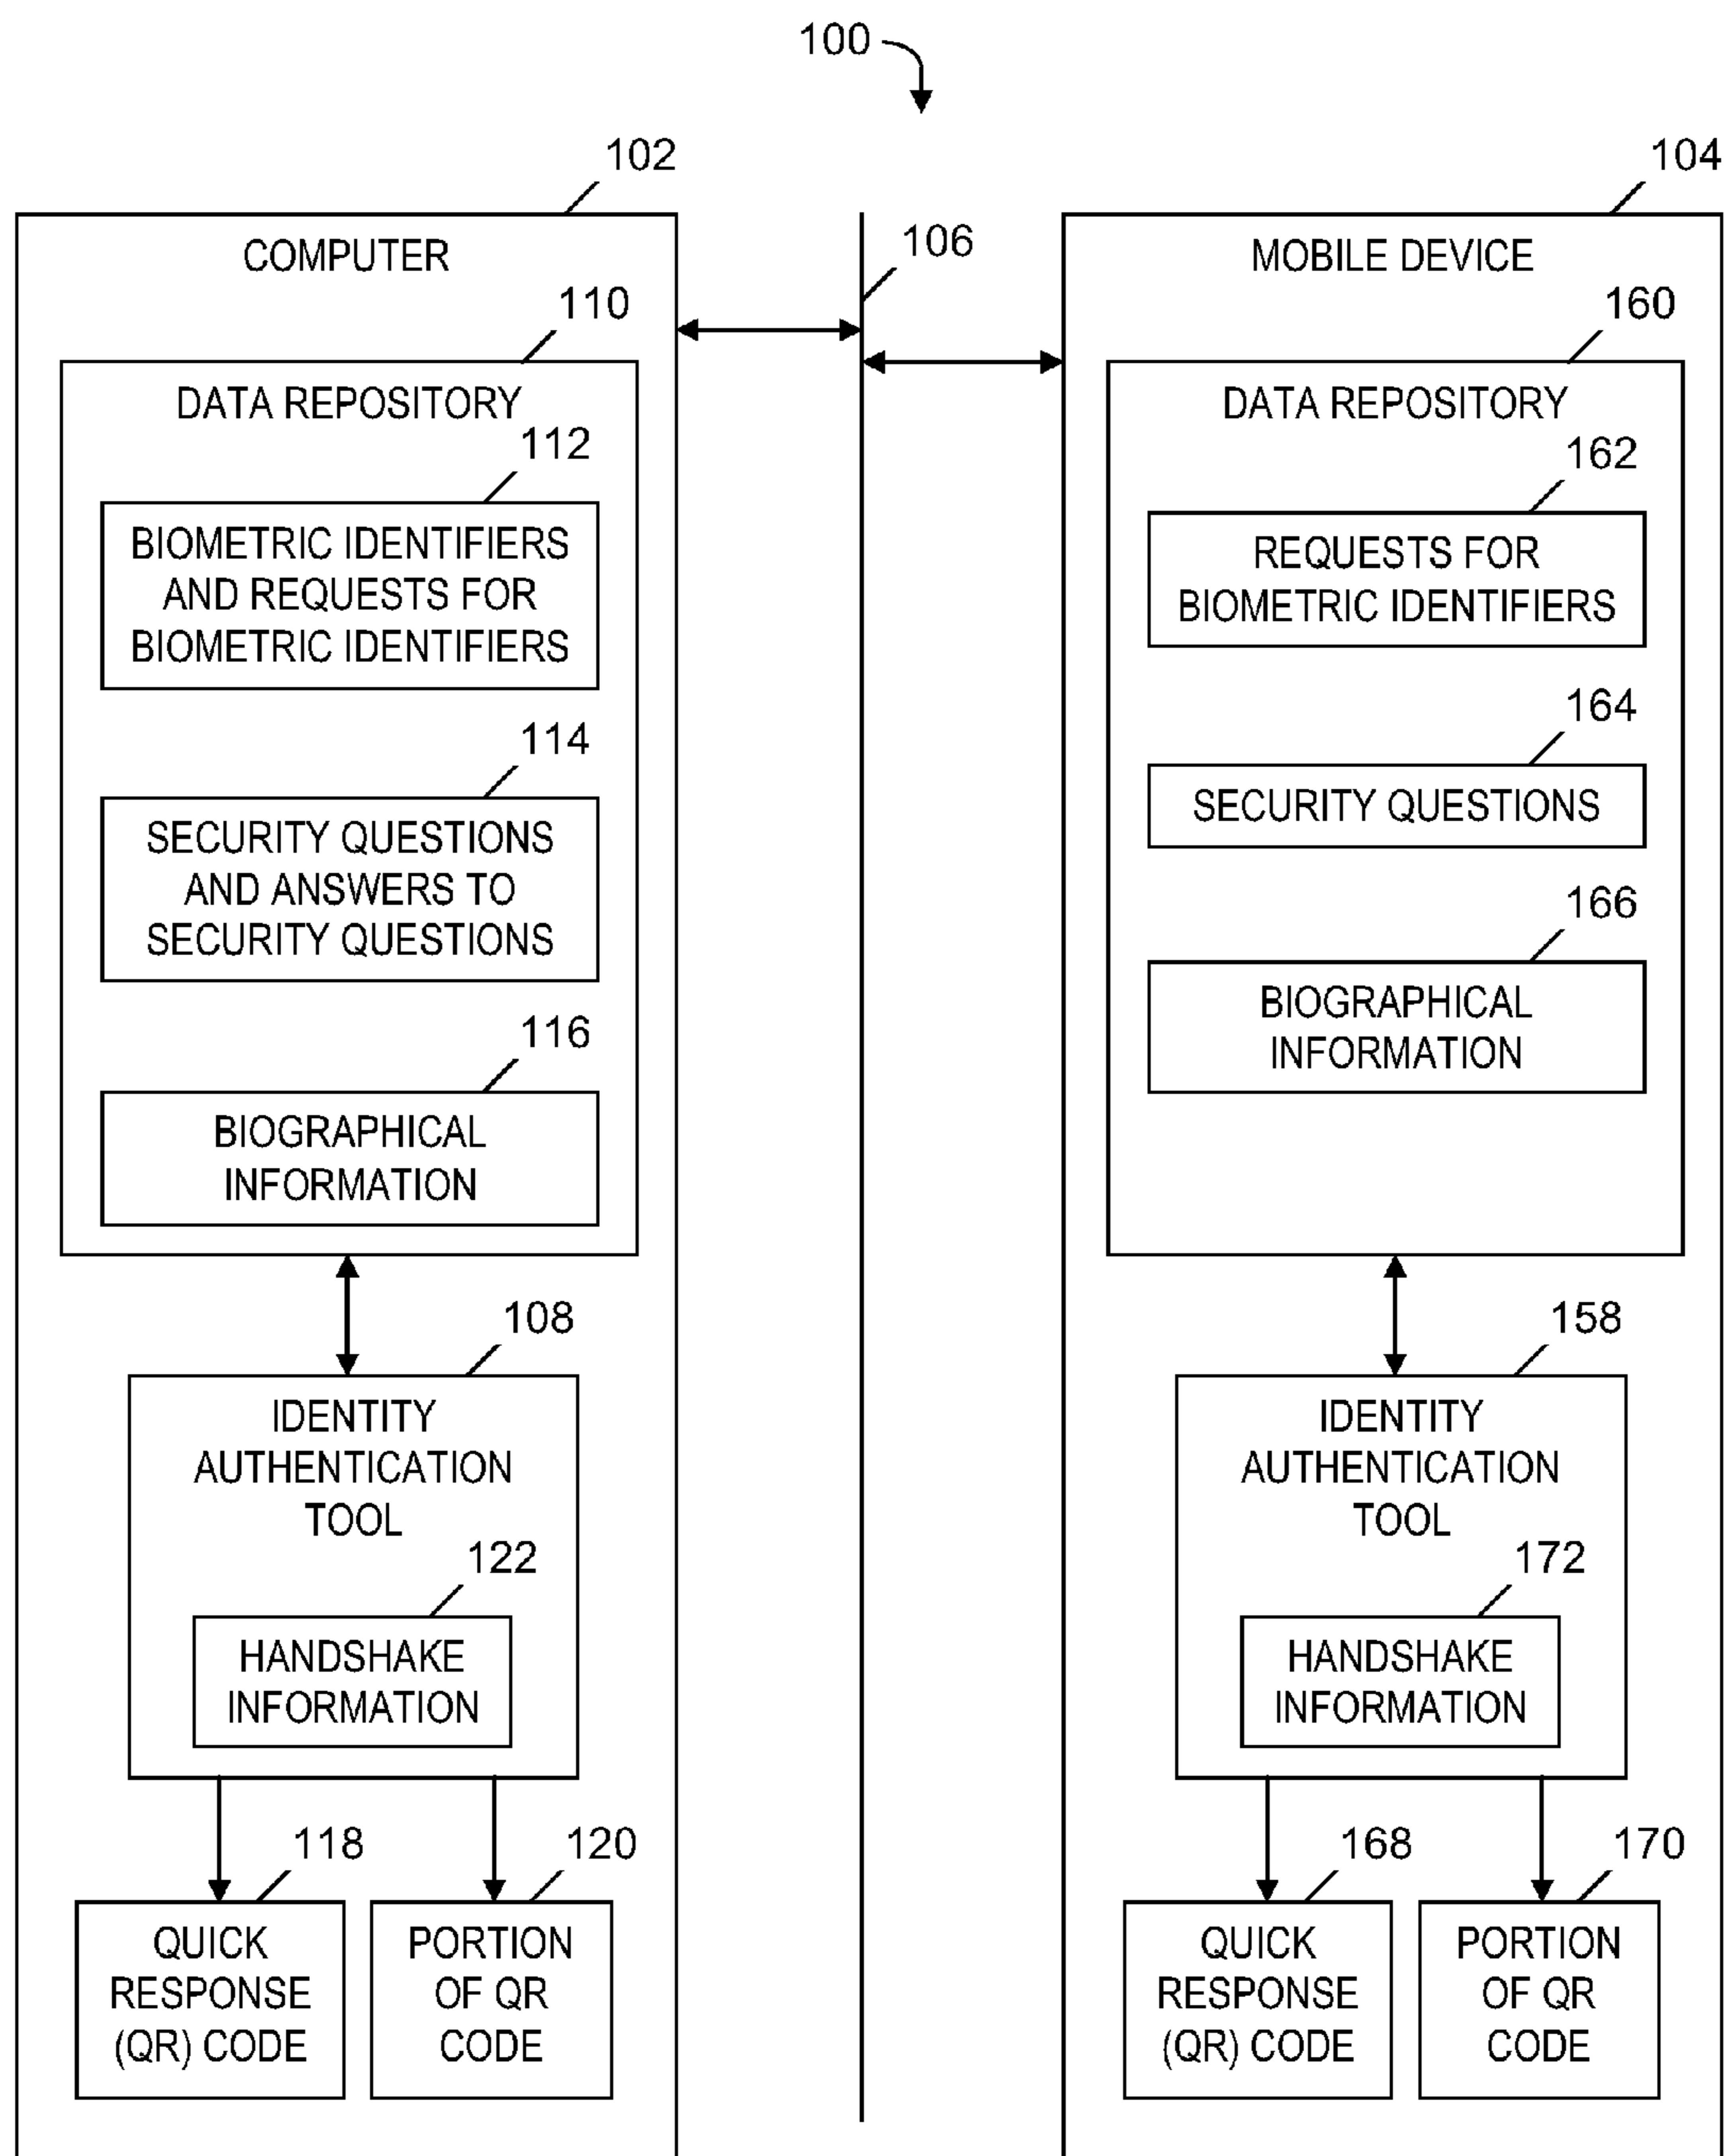 100
102
COMPUTER
110
DATA REPOSITORY
112
BIOMETRIC IDENTIFIERS
AND REQUESTS FOR
BIOMETRIC IDENTIFIERS
114
SECURITY QUESTIONS
AND ANSWERS TO
SECURITY QUESTIONS
116
BIOGRAPHICAL
INFORMATION
108
IDENTITY
AUTHENTICATION
TOOL
122
HANDSHAKE
INFORMATION
118
QUICK
RESPONSE
(QR) CODE
120
PORTION
OF QR
CODE
106
104
MOBILE DEVICE
160
DATA REPOSITORY
162
REQUESTS FOR
BIOMETRIC IDENTIFIERS
164
SECURITY QUESTIONS
166
BIOGRAPHICAL
INFORMATION
158
IDENTITY
AUTHENTICATION
TOOL
172
HANDSHAKE
INFORMATION
168
QUICK
RESPONSE
(QR) CODE
170
PORTION
OF QR
CODE